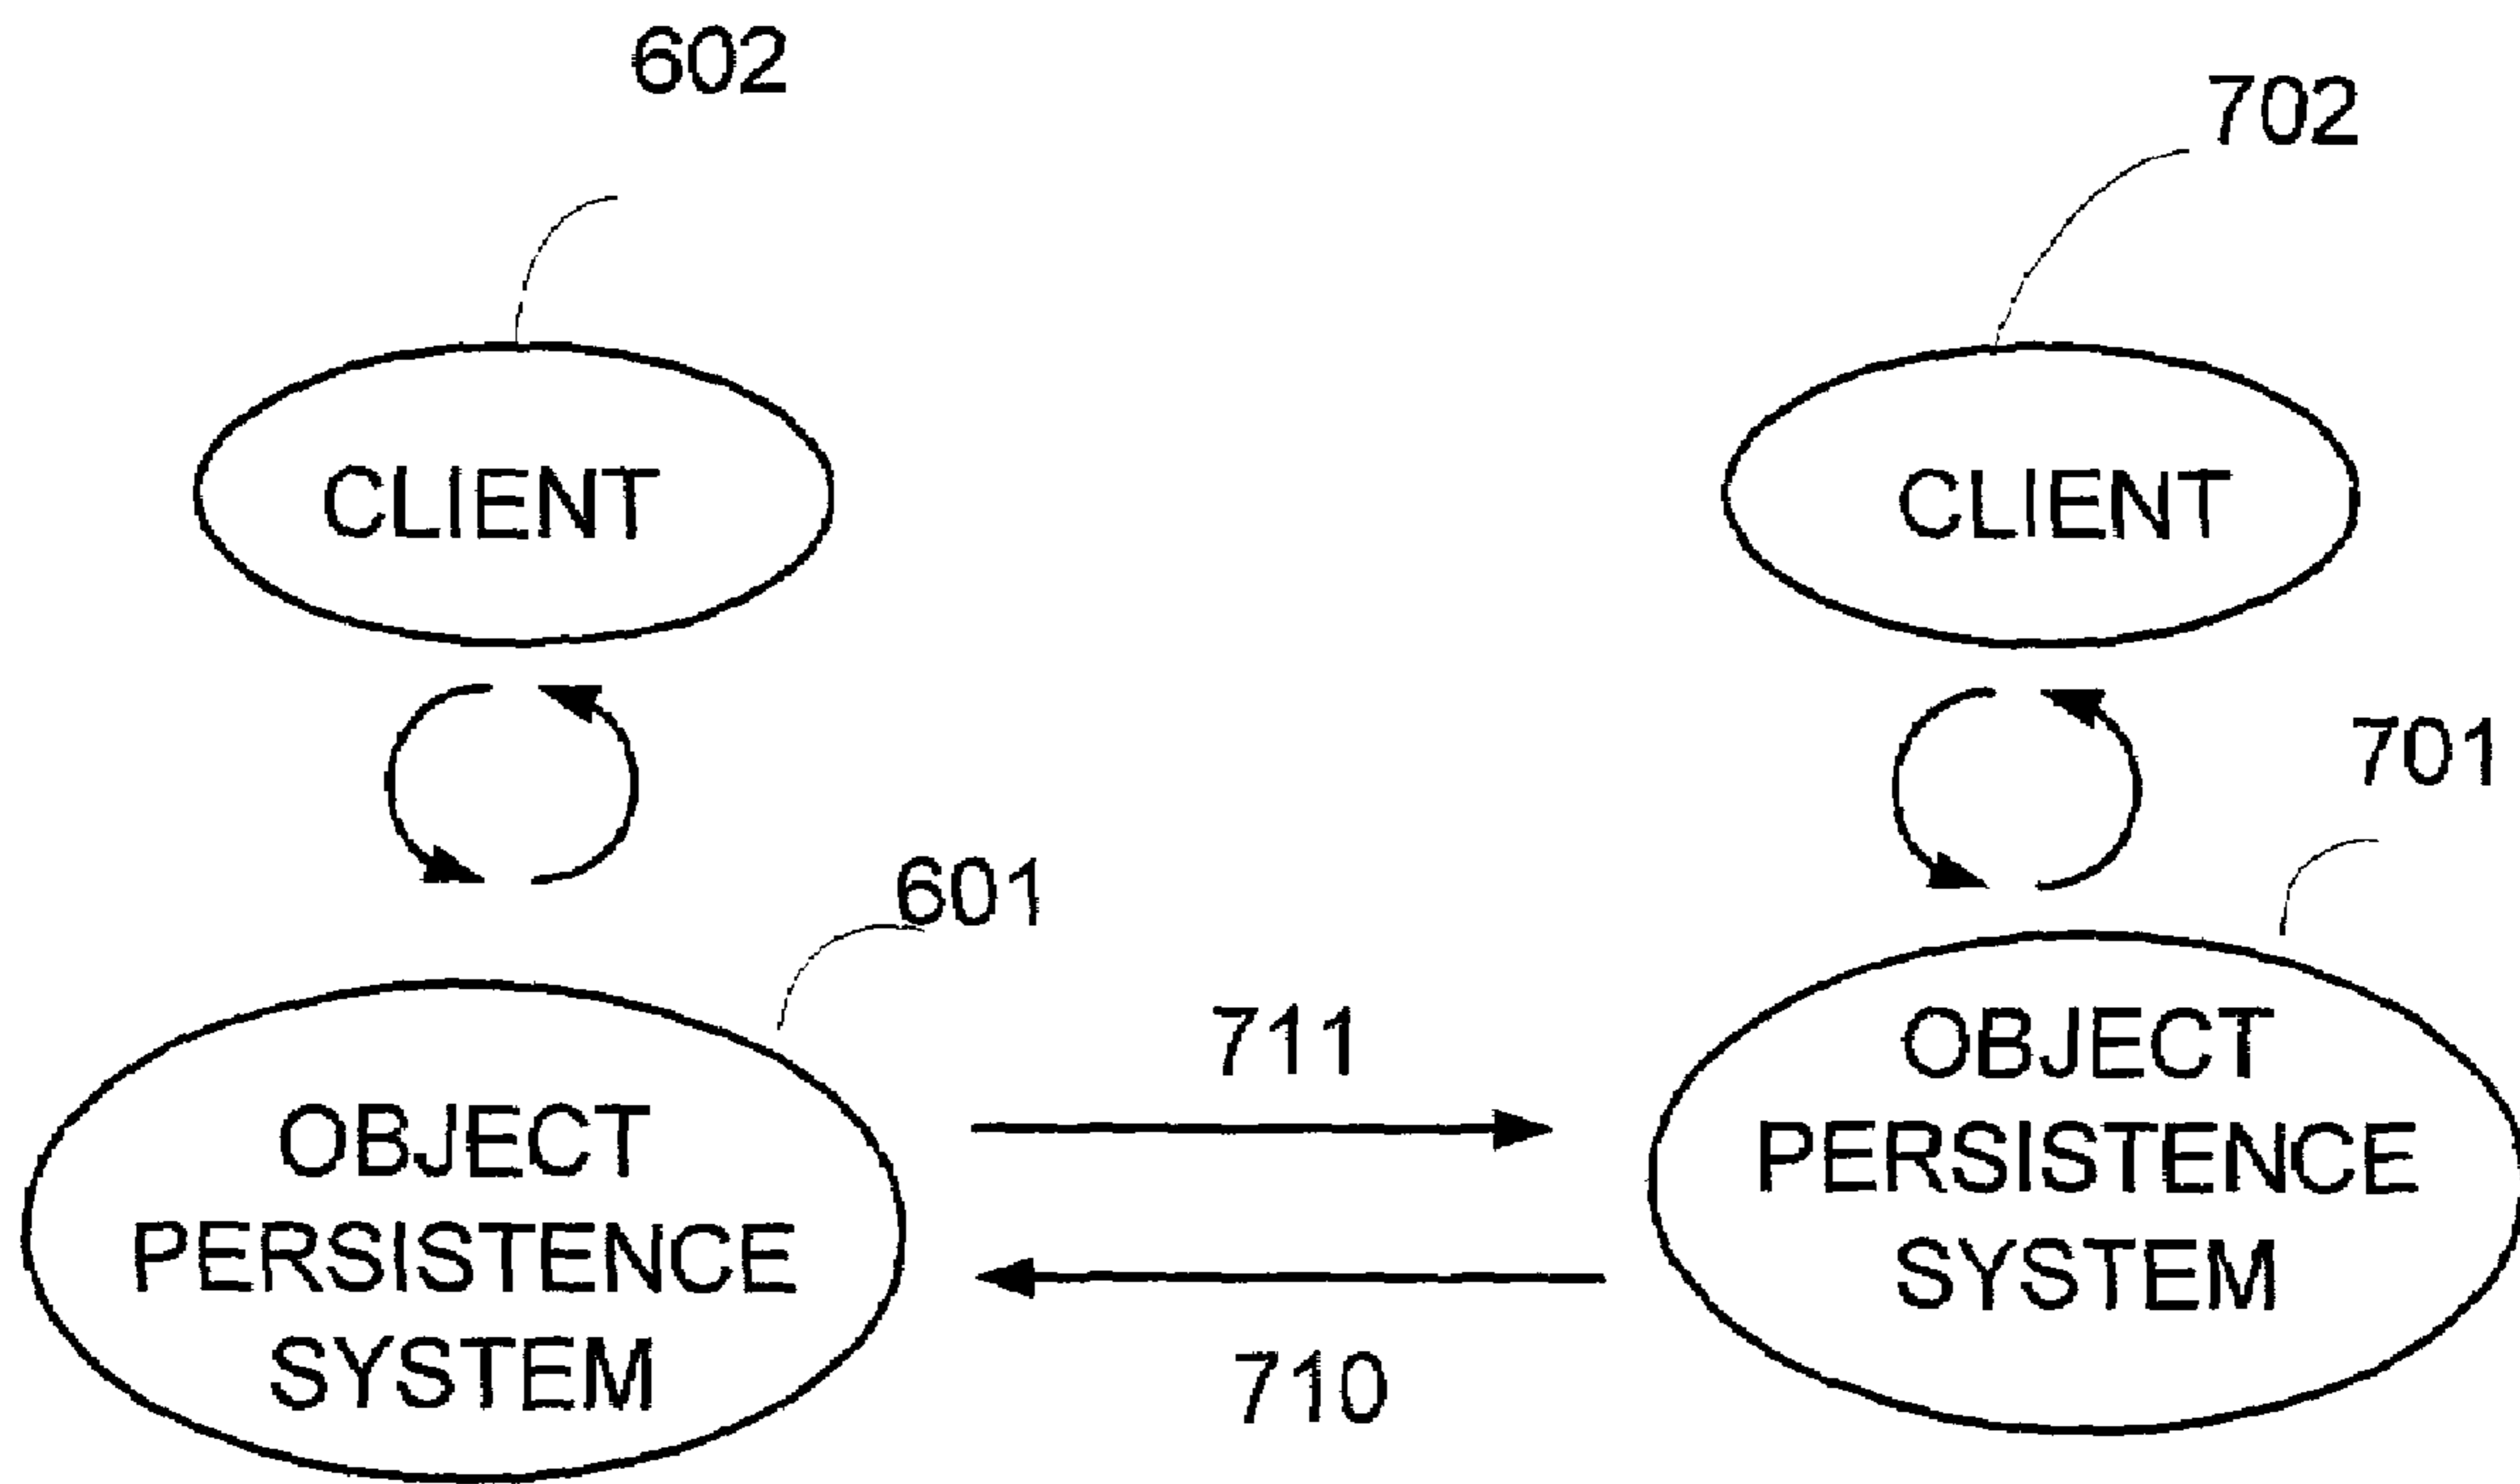 602
702
CLIENT
CLIENT
701
601
OBJECT
PERSISTENCE
SYSTEM
711
710
OBJECT
PERSISTENCE
SYSTEM